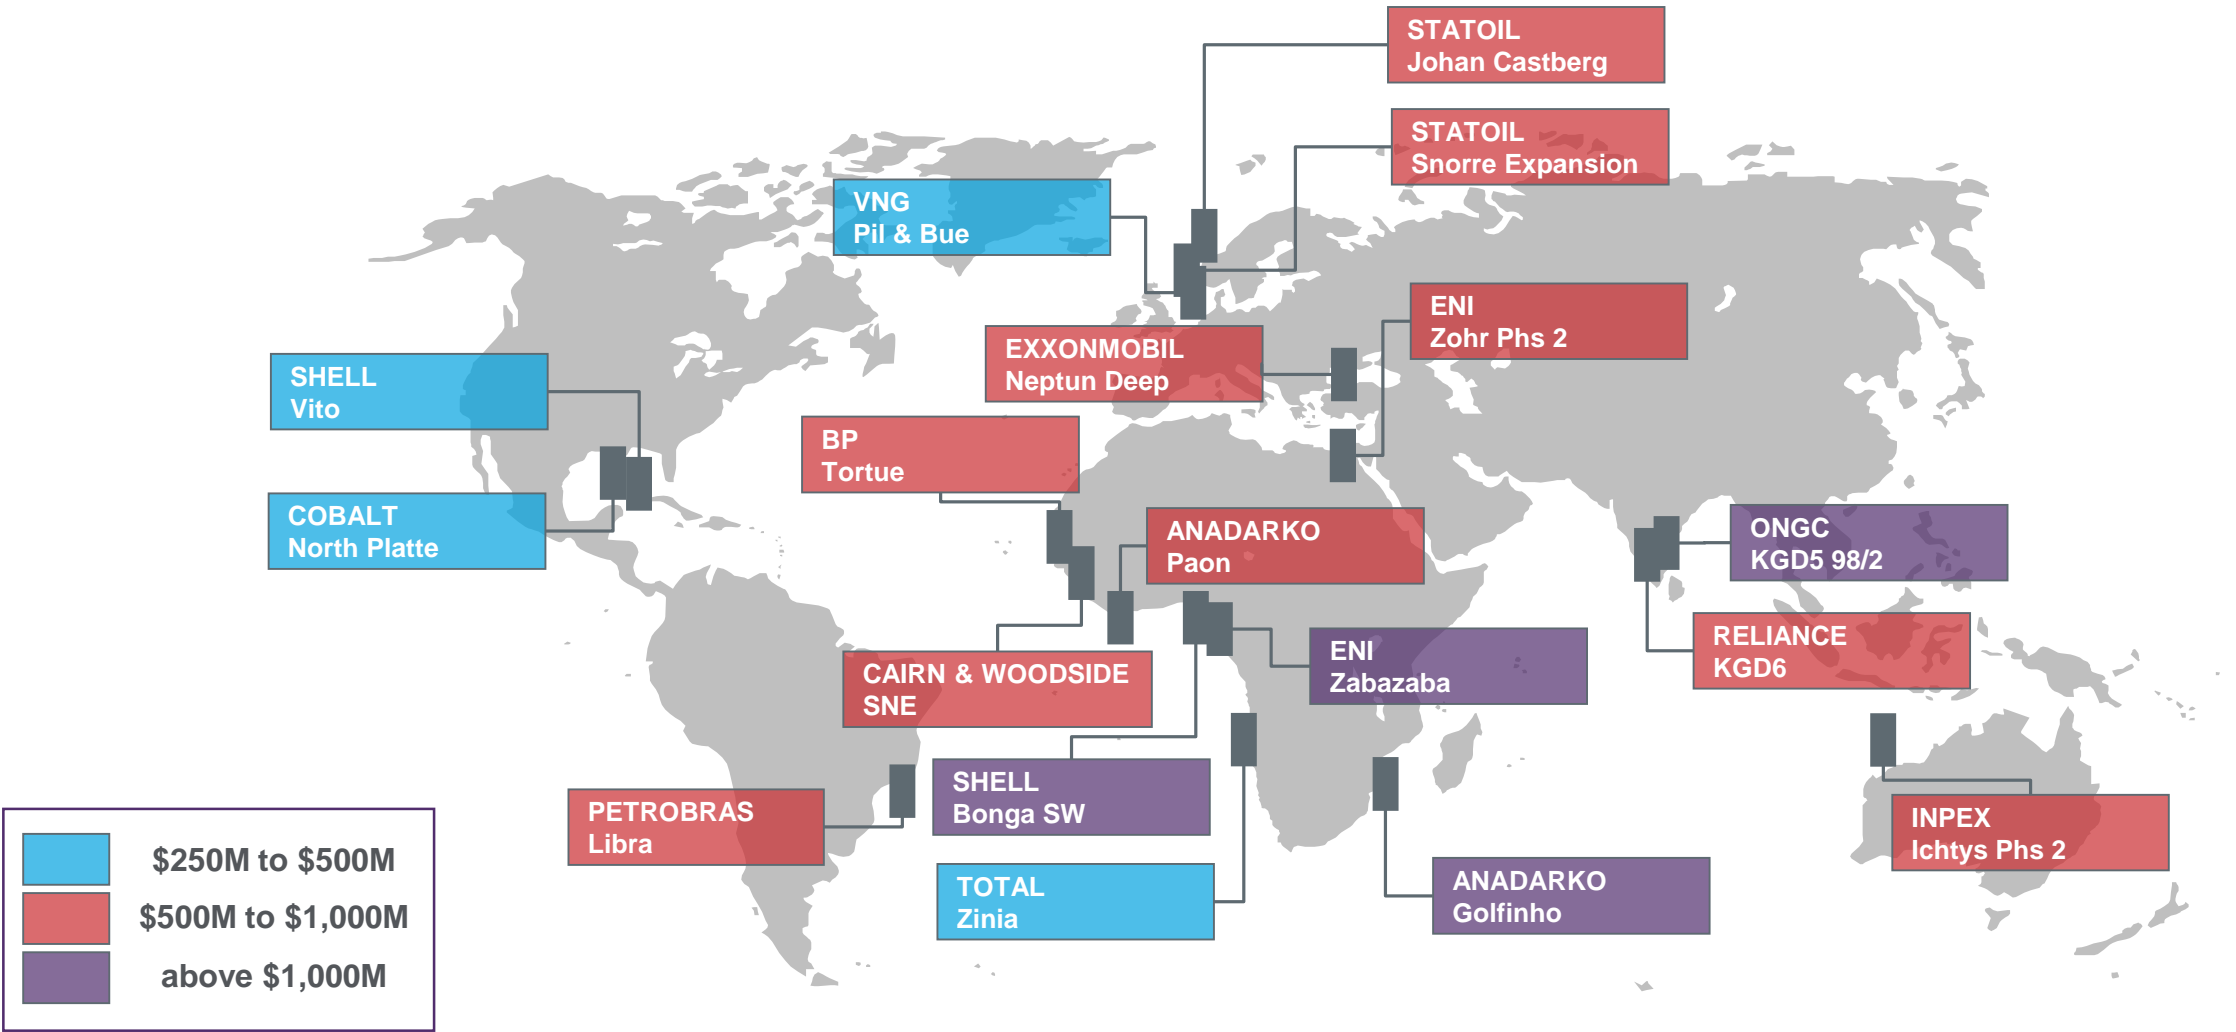 STATOIL
Johan Castberg
STATOIL
Snorre Expansion
VNG
Pil & Bue
ENI
Zohr Phs 2
EXXONMOBIL
Neptun Deep
SHELL
Vito
BP
Tortue
COBALT
North Platte
ANADARKO
Paon
ONGC
KGD5 98/2
RELIANCE
KGD6
ENI
Zabazaba
CAIRN & WOODSIDE
SNE
SHELL
Bonga SW
PETROBRAS
Libra
INPEX
Ichtys Phs 2
TOTAL
Zinia
ANADARKO
Golfinho
$250M to $500M
$500M to $1,000M
above $1,000M